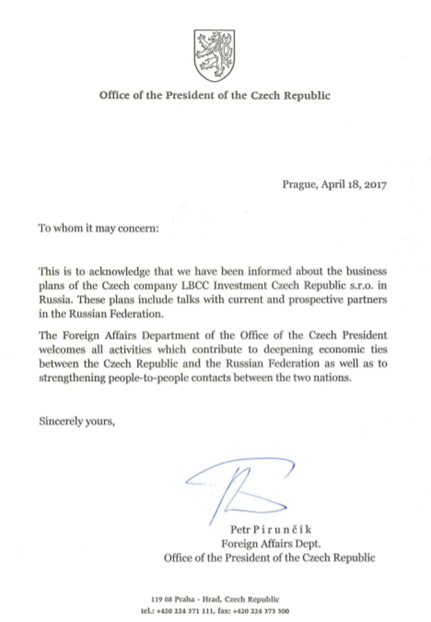 Office of the President of the Czech Republic
Prague, April 18, 2017
To whom it may concern:
This is to acknowledge that we have been informed about the business
plans of the Czech company LBCC Investment Czech Republic s.r.o. in
Russia. These plans include talks with current and prospective partners
in the Russian Federation.
The Foreign Affairs Department of the Office of the Czech President
welcomes all activities which contribute to deepening economic ties
between the Czech Republic and the Russian Federation as well as to
strengthening people-to-people contacts between the two nations.
Sincerely yours,
Petr Pirunčík
Foreign Affairs Dept.
Office of the President of the Czech Republic
119 08 Praha - Hrad, Czech Republic
tel.: +420 224 371 111, fax: +420 224 373 300